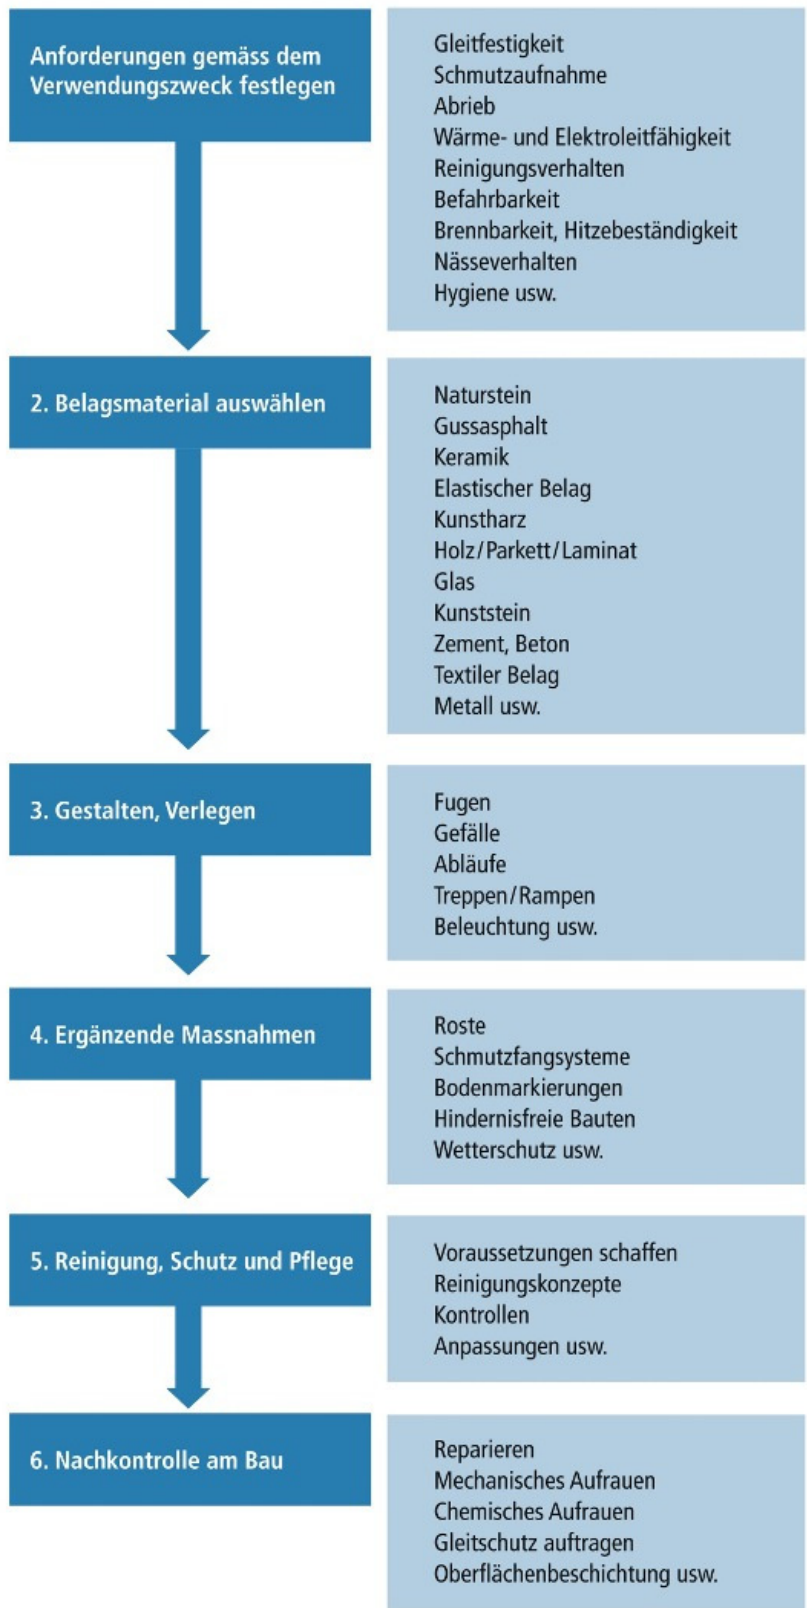 Anforderungen gemäss dem
Verwendungszweck festlegen
Gleitfestigkeit
Schmutzaufnahme
Abrieb
Wärme- und Elektroleitfähigkeit
Reinigungsverhalten
Befahrbarkeit
Brennbarkeit, Hitzebeständigkeit
Nässeverhalten
Hygiene usw.
2. Belagsmaterial auswählen
Naturstein
Gussasphalt
Keramik
Elastischer Belag
Kunstharz
Holz/Parkett/Laminat
Glas
Kunststein
Zement, Beton
Textiler Belag
Metall usw.
3. Gestalten, Verlegen
Fugen
Gefälle
Abläufe
Treppen/Rampen
Beleuchtung usw.
4. Ergänzende Massnahmen
Roste
Schmutzfangsysteme
Bodenmarkierungen
Hindernisfreie Bauten
Wetterschutz usw.
5. Reinigung, Schutz und Pflege
Voraussetzungen schaffen
Reinigungskonzepte
Kontrollen
Anpassungen usw.
6. Nachkontrolle am Bau
Reparieren
Mechanisches Aufrauen
Chemisches Aufrauen
Gleitschutz auftragen
Oberflächenbeschichtung usw.